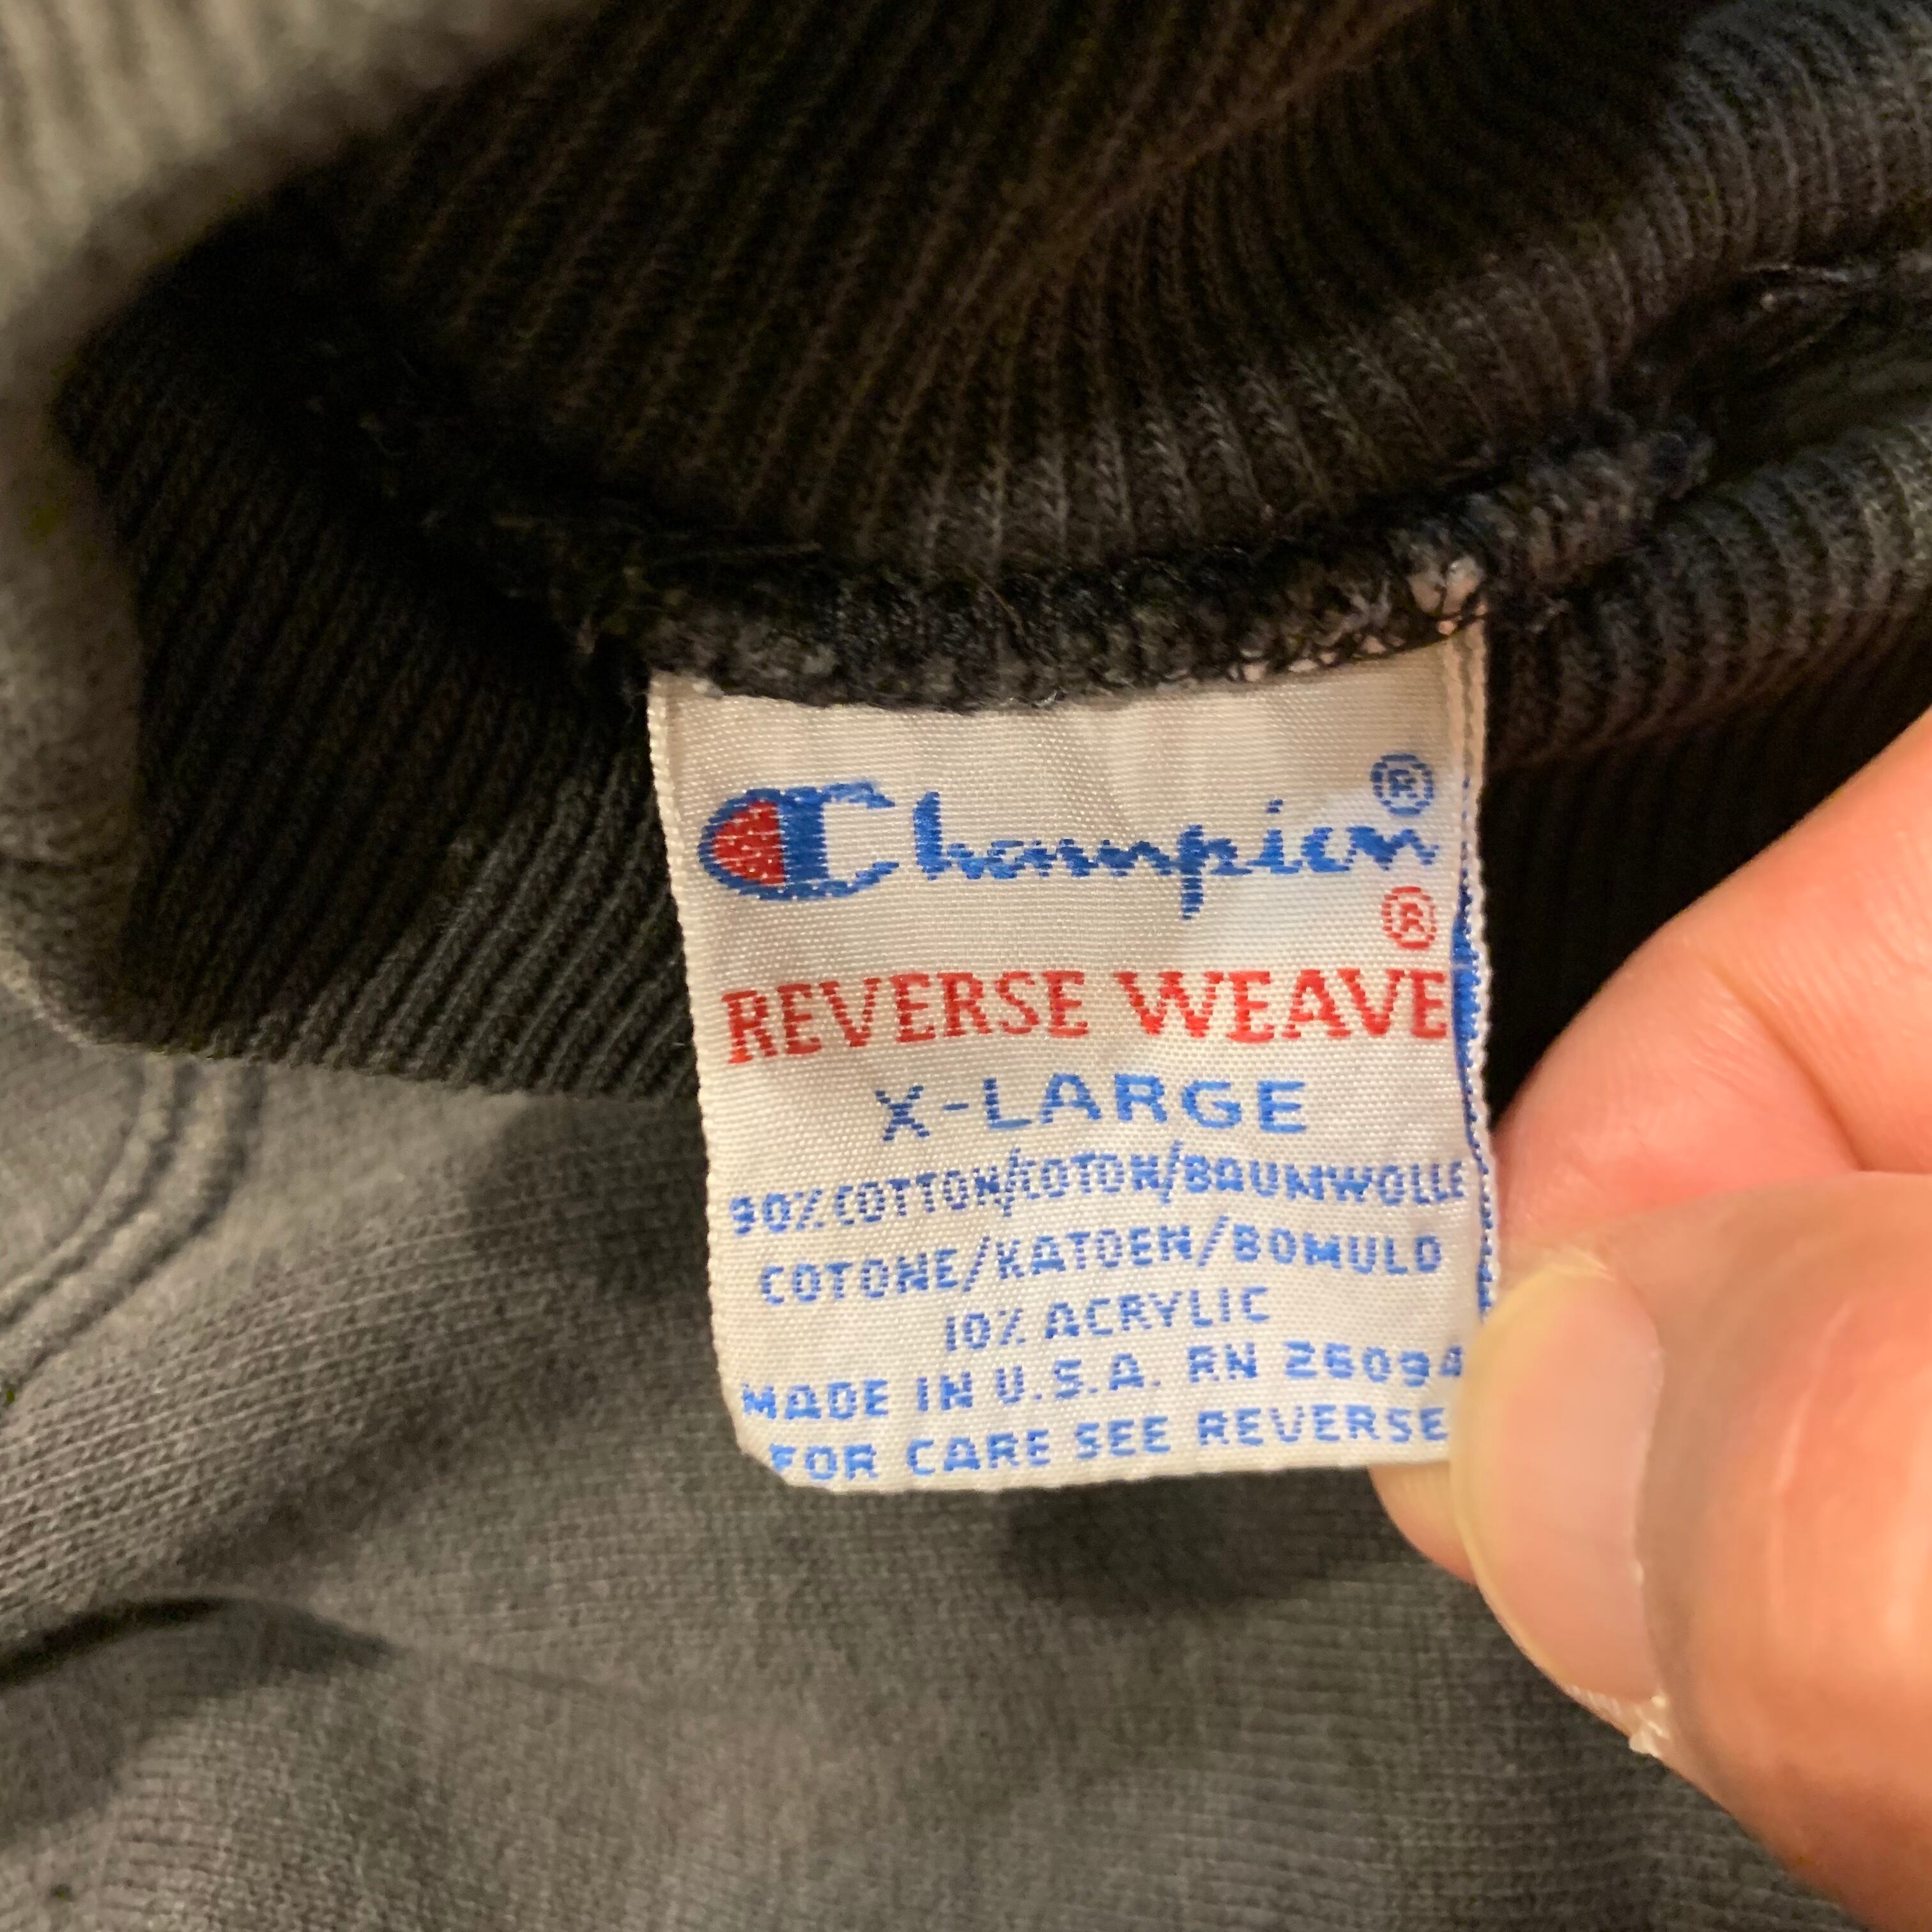 Champion®
®
REVERSE WEAVE
X-LARGE
90% COTTON/COTON/BAUMWOLLE
COTONE/KATOEN/BOMULD
10% ACRYLIC
MADE IN U.S.A. RN 26094
FOR CARE SEE REVERSE